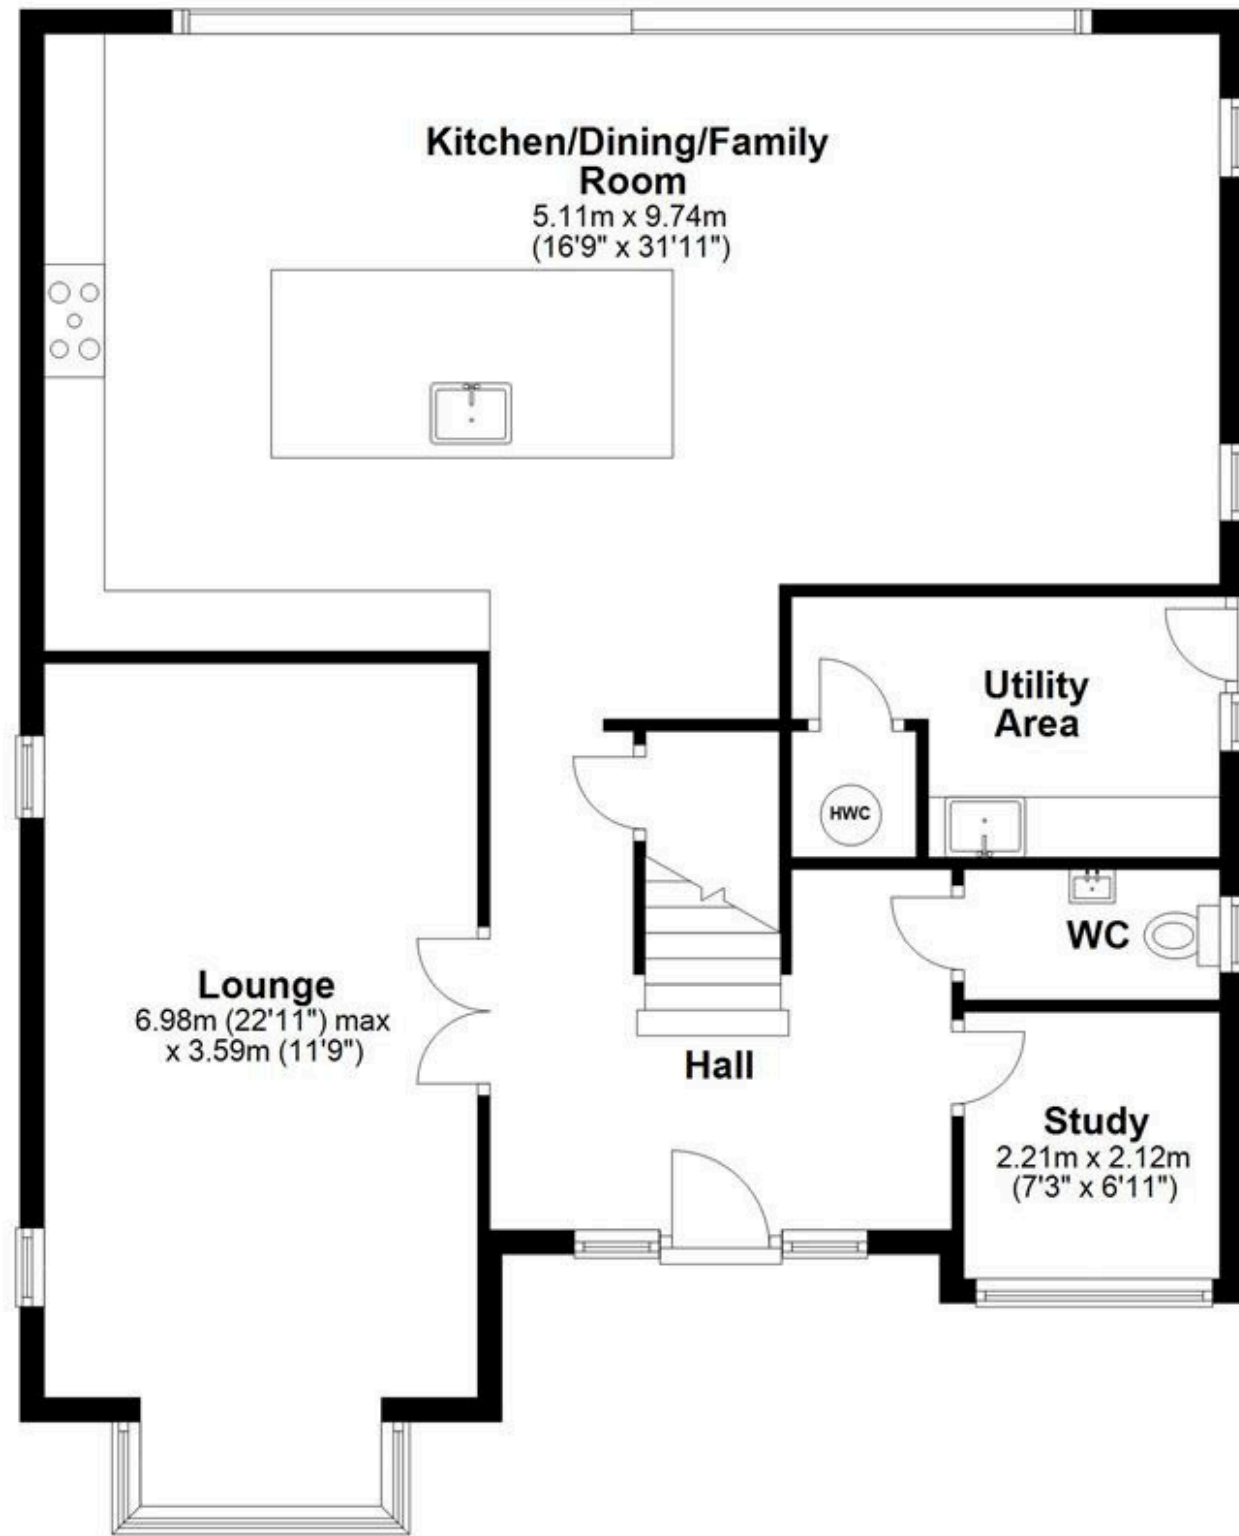 Kitchen/Dining/Family
Room
5.11m x 9.74m
(16'9" x 31'11")
Utility
Area
HWC
WC
Lounge
6.98m (22'11") max
x 3.59m (11'9")
Hall
Study
2.21m x 2.12m
(7'3" x 6'11")